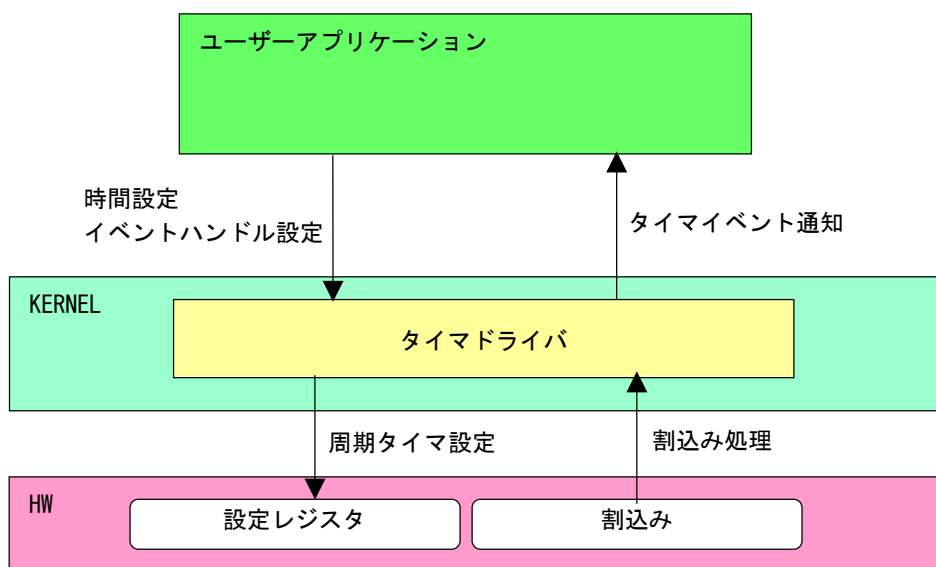 ユーザーアプリケーション
時間設定
イベントハンドル設定
タイマイベント通知
KERNEL
タイマドライバ
周期タイマ設定
割込み処理
HW
設定レジスタ
割込み